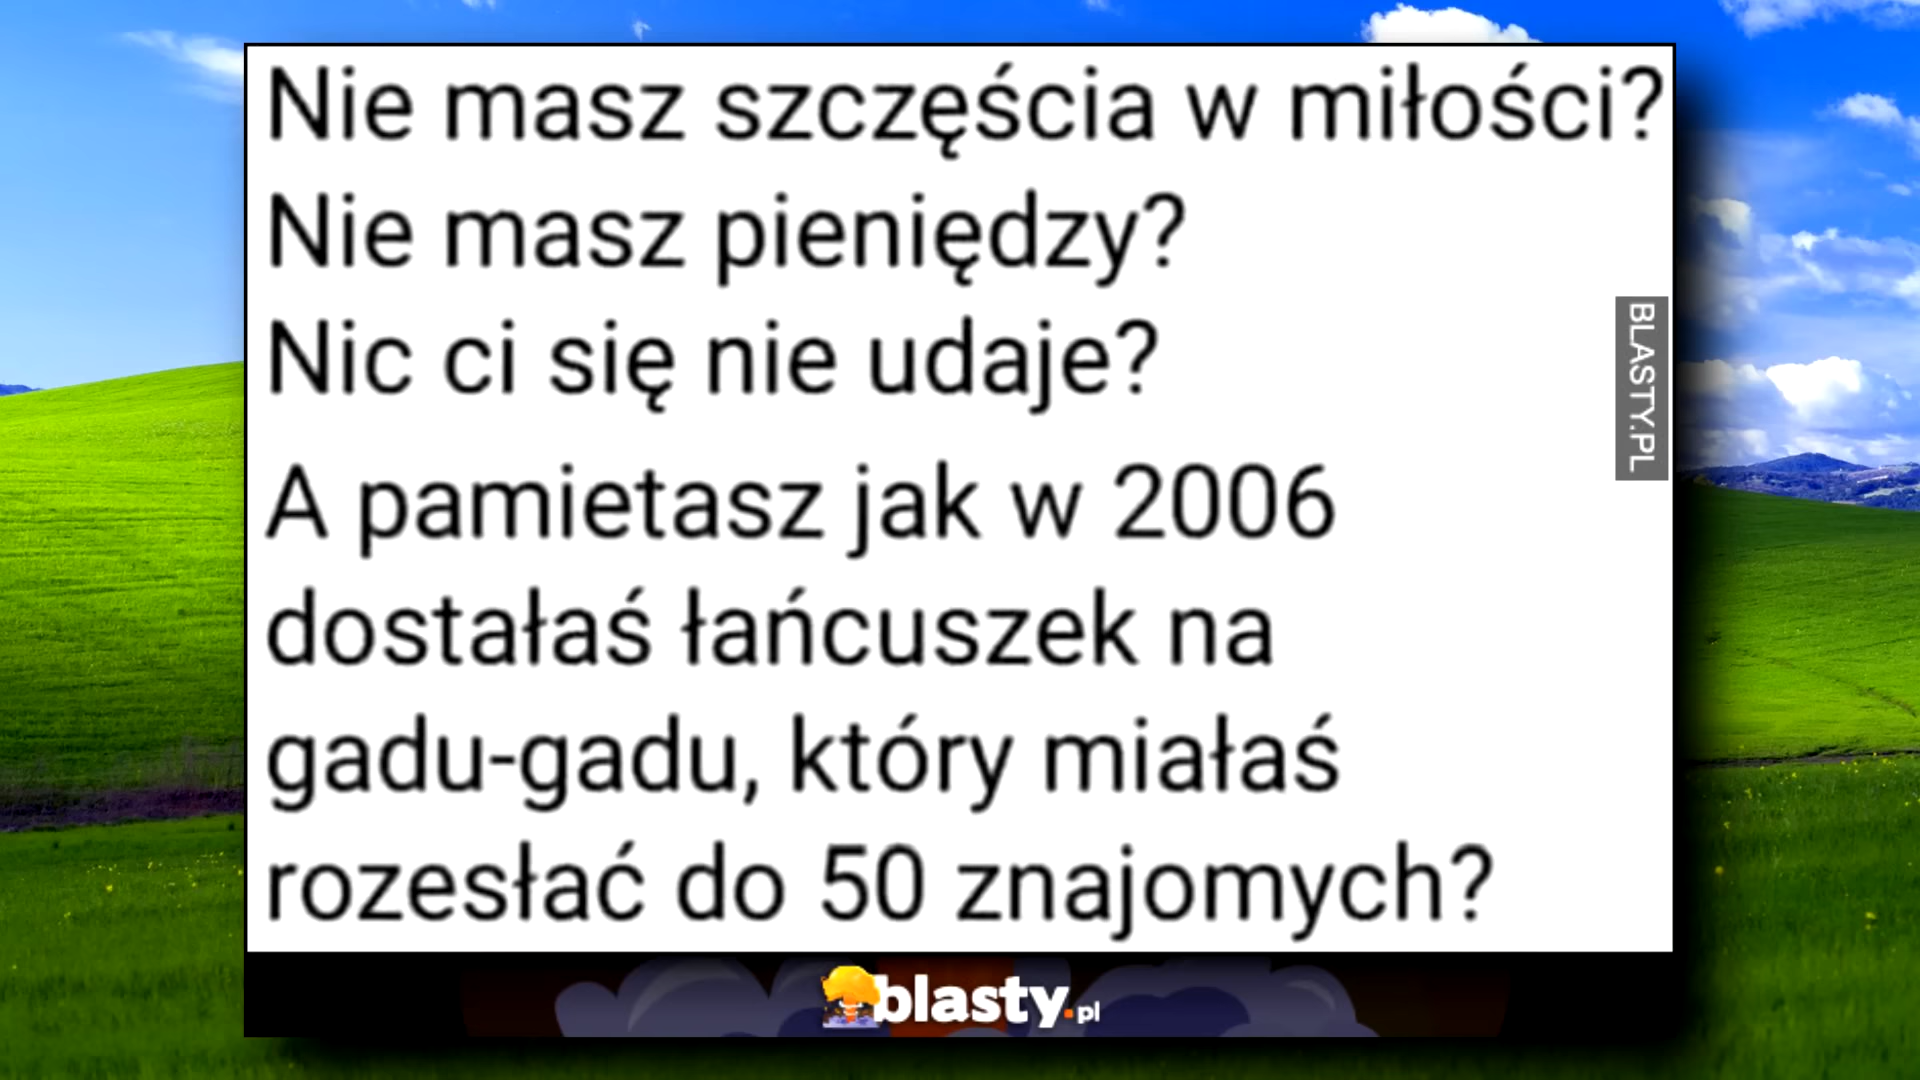 Nie masz szczęścia w miłości?
Nie masz pieniędzy?
Nic ci się nie udaje?
A pamietasz jak w 2006
dostałaś łańcuszek na
gadu-gadu, który miałaś
rozesłać do 50 znajomych?
BLASTY.PL
blasty.pl